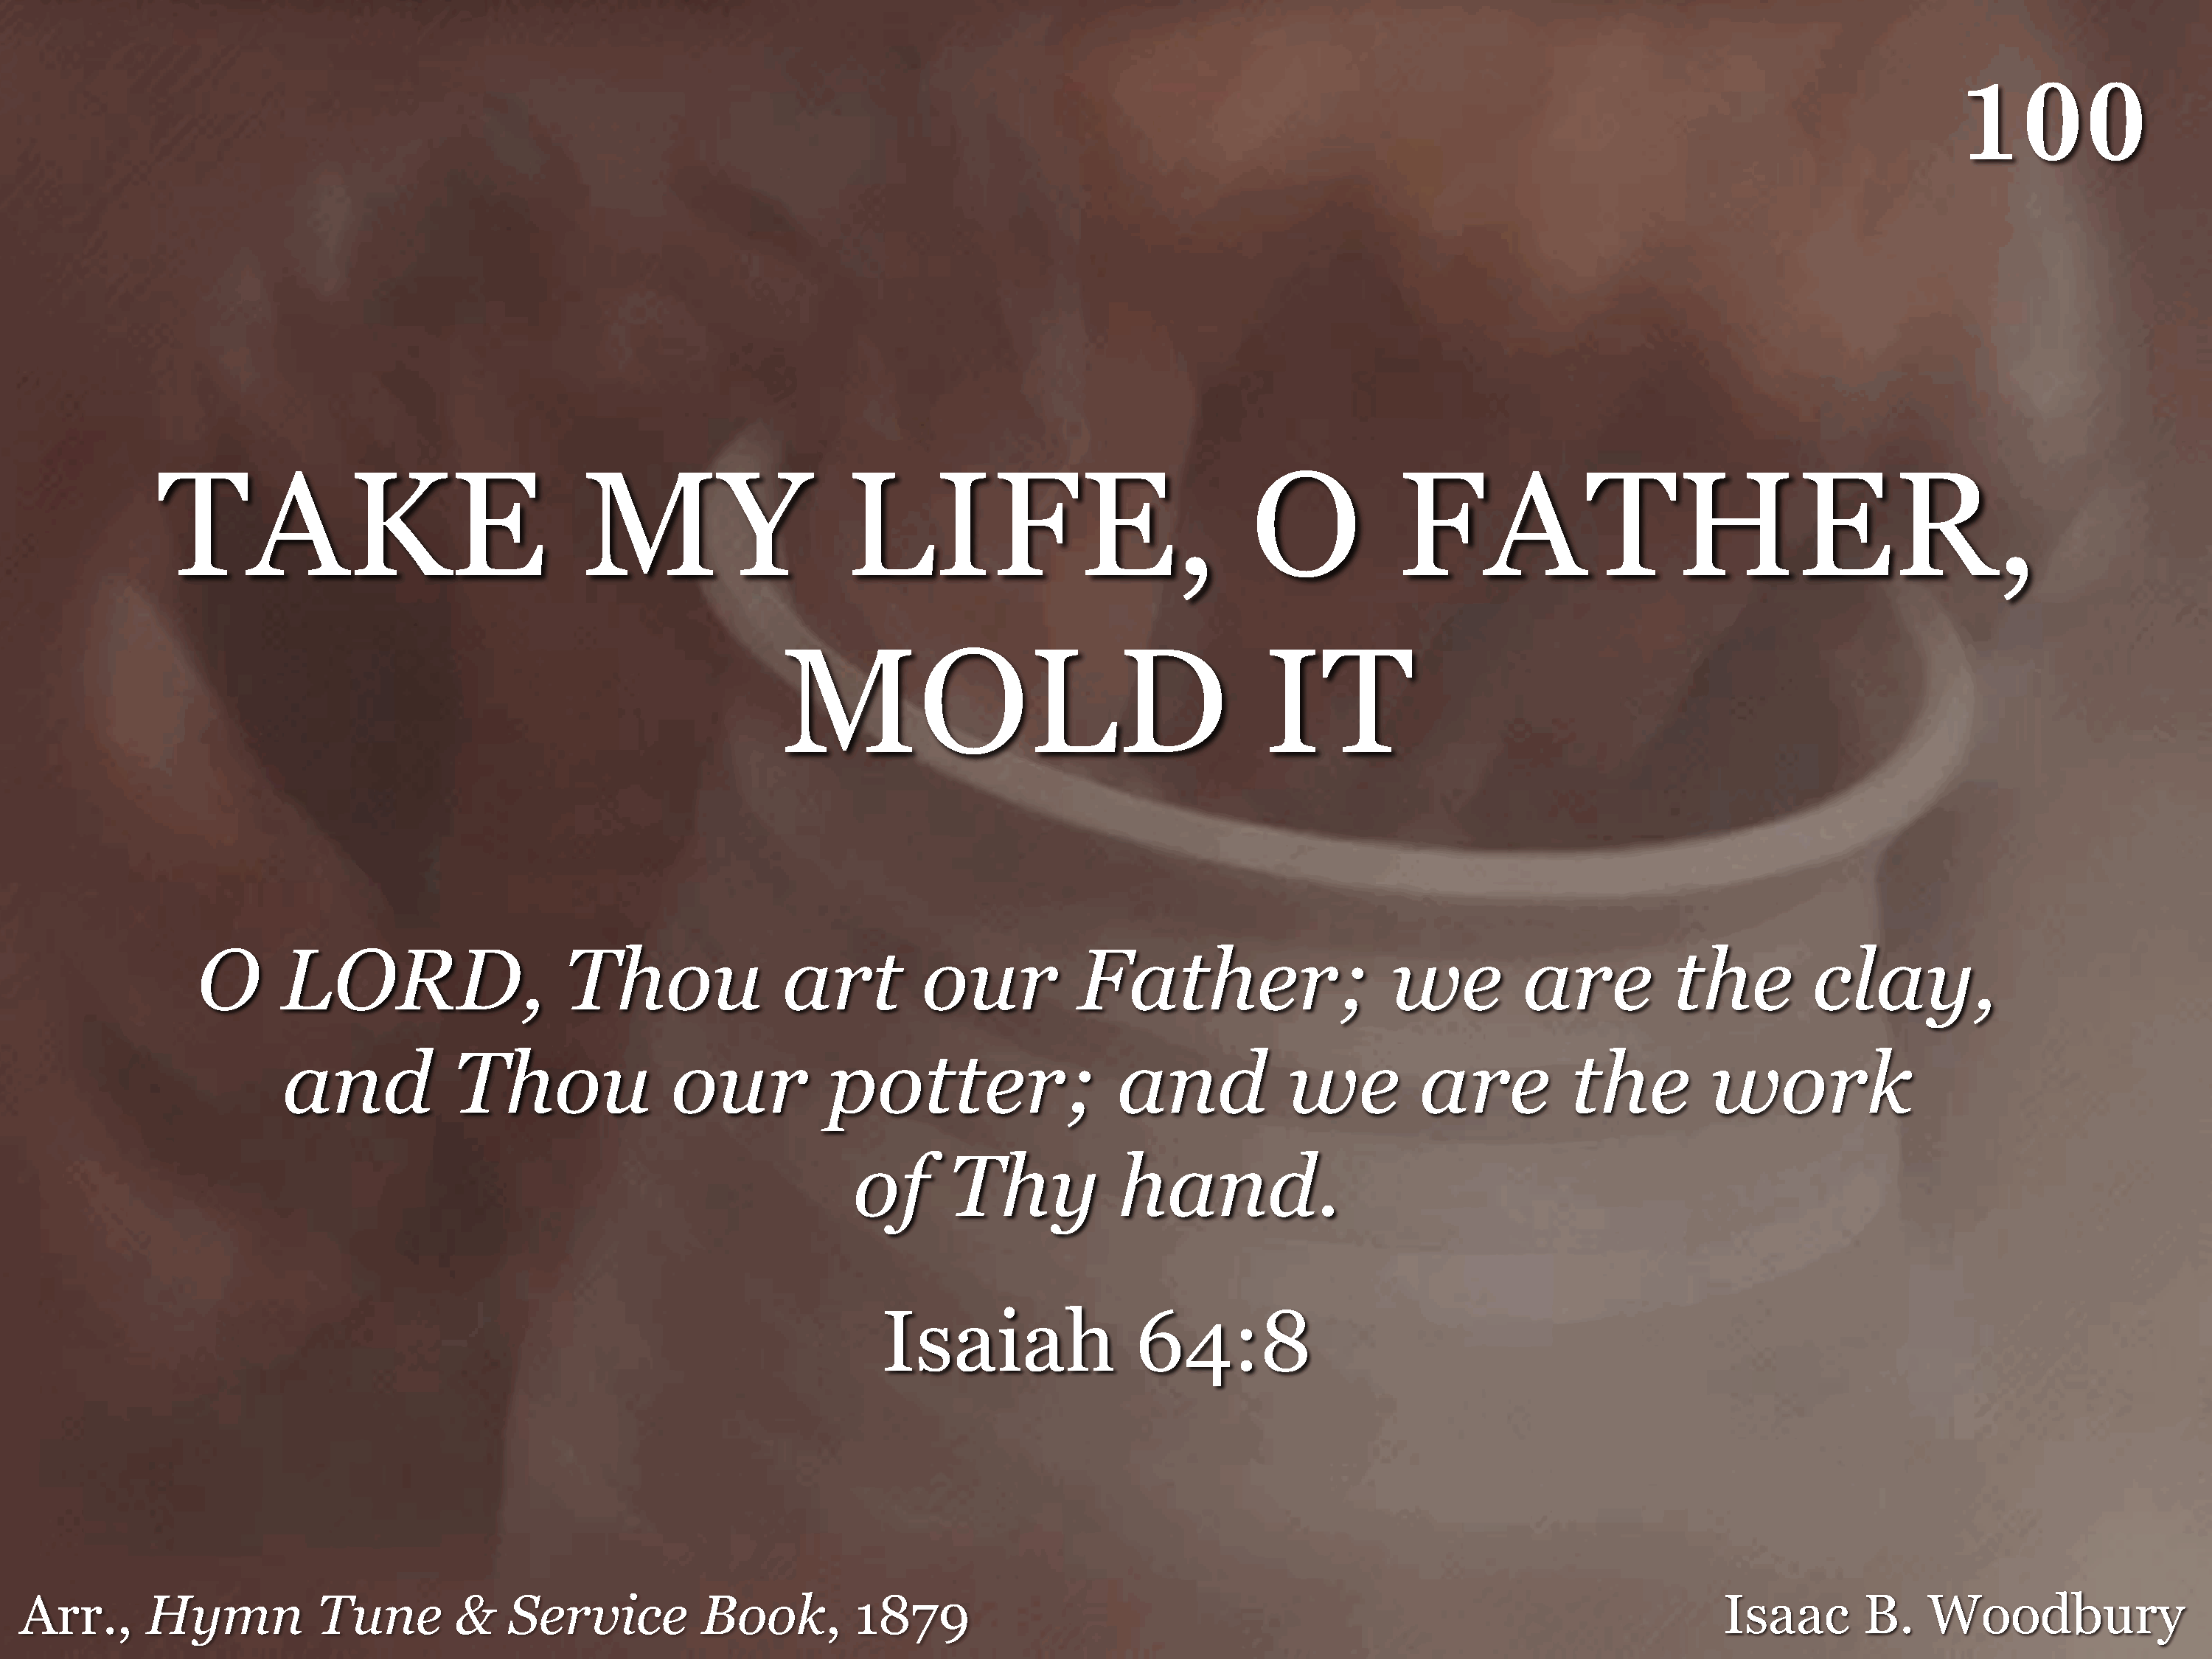 100
TAKE MY LIFE, O FATHER,
MOLD IT
O LORD, Thou art our Father; we are the clay,
and Thou our potter; and we are the work
of Thy hand.
Isaiah 64:8
Arr., Hymn Tune & Service Book, 1879
Isaac B. Woodbury